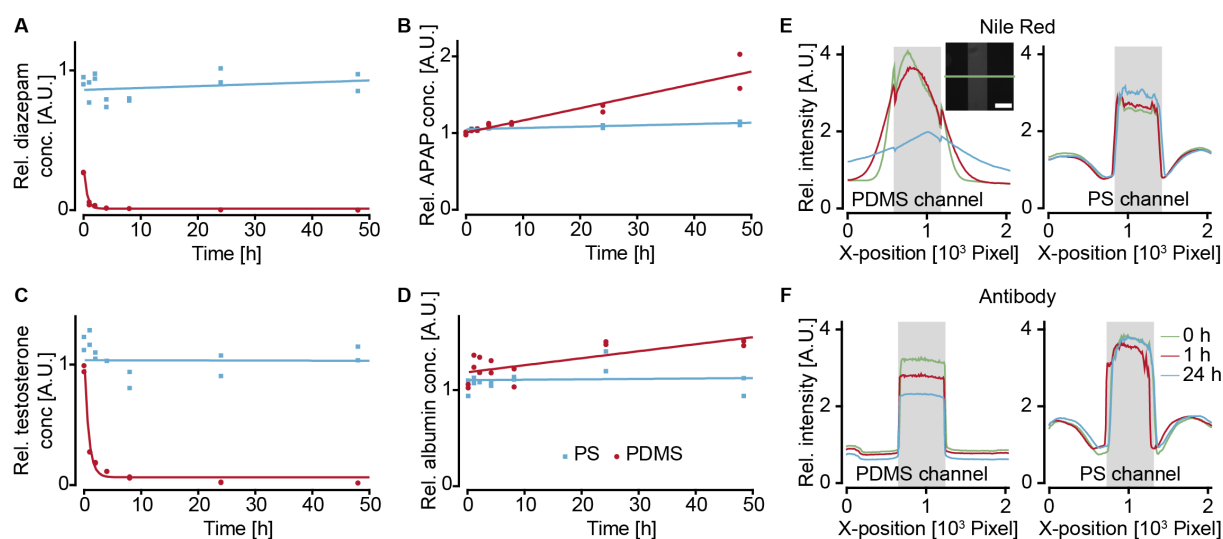 A
Rel. diazepam
conc. [A.U.]
1
0
0 10 20 30 40 50
Time [h]
B
Rel. APAP conc. [A.U.]
2
1
0
0 10 20 30 40 50
Time [h]
C
Rel. testosterone
conc [A.U.]
1
0
0 10 20 30 40 50
Time [h]
D
Rel. albumin conc. [A.U.]
1
0
PS PDMS
0 10 20 30 40 50
Time [h]
E
Nile Red
Rel. intensity [A.U.]
4
2
0
PDMS channel
0 1 2
X-position [10³ Pixel]
4
2
0
PS channel
0 1 2
X-position [10³ Pixel]
F
Antibody
Rel. intensity [A.U.]
4
2
0
PDMS channel
0 1 2
X-position [10³ Pixel]
4
2
0
0 h
1 h
24 h
PS channel
0 1 2
X-position [10³ Pixel]